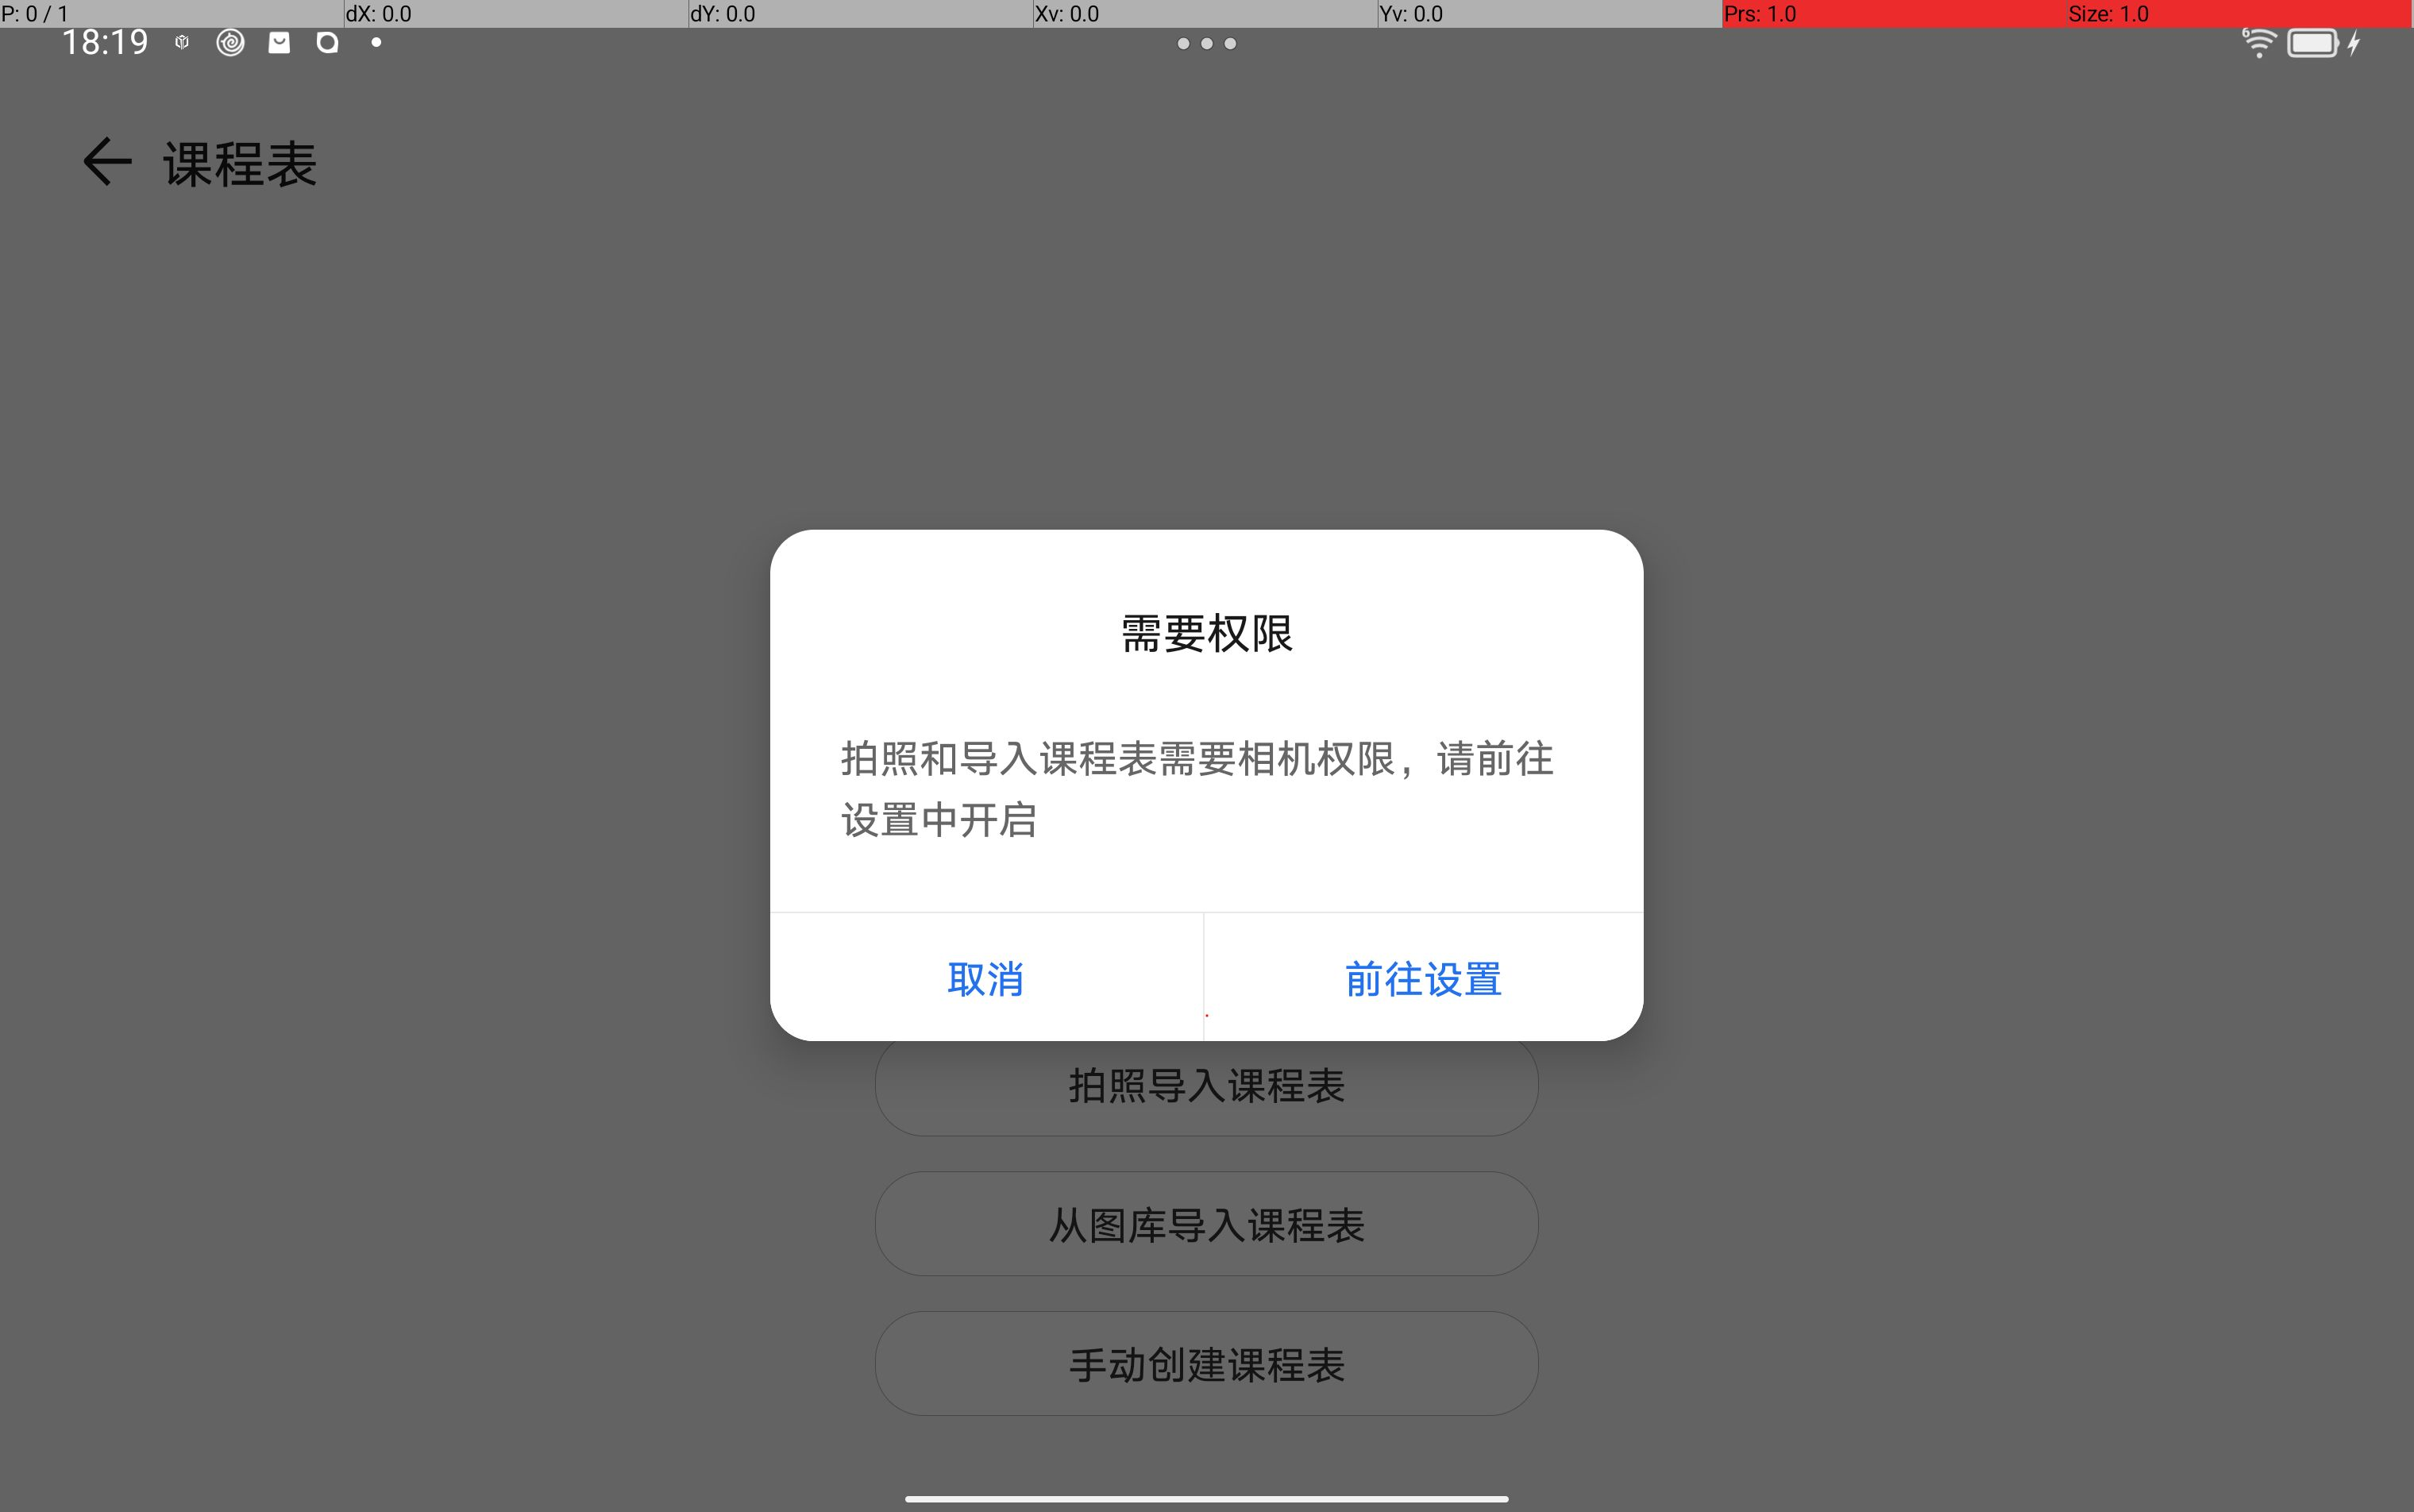 P: 0 / 1 dX: 0.0 dY: 0.0 Xv: 0.0 Yv: 0.0 Prs: 1.0 Size: 1.0
18:19 6
课程表
需要权限
拍照和导入课程表需要相机权限，请前往
设置中开启
取消 前往设置
拍照导入课程表
从图库导入课程表
手动创建课程表